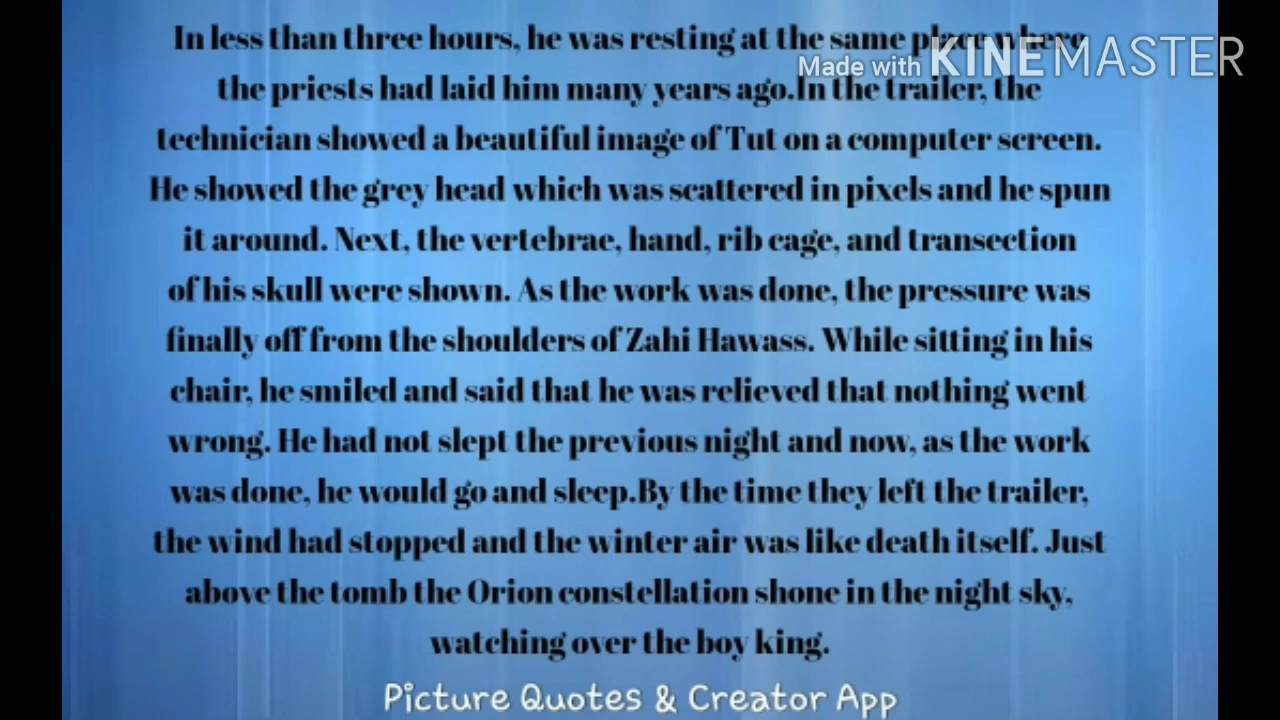 In less than three hours, he was resting at the same place where
Made with KINEMASTER
the priests had laid him many years ago.In the trailer, the
technician showed a beautiful image of Tut on a computer screen.
He showed the grey head which was scattered in pixels and he spun
it around. Next, the vertebrae, hand, rib cage, and transection
of his skull were shown. As the work was done, the pressure was
finally off from the shoulders of Zahi Hawass. While sitting in his
chair, he smiled and said that he was relieved that nothing went
wrong. He had not slept the previous night and now, as the work
was done, he would go and sleep.By the time they left the trailer,
the wind had stopped and the winter air was like death itself. Just
above the tomb the Orion constellation shone in the night sky,
watching over the boy king.
Picture Quotes & Creator App